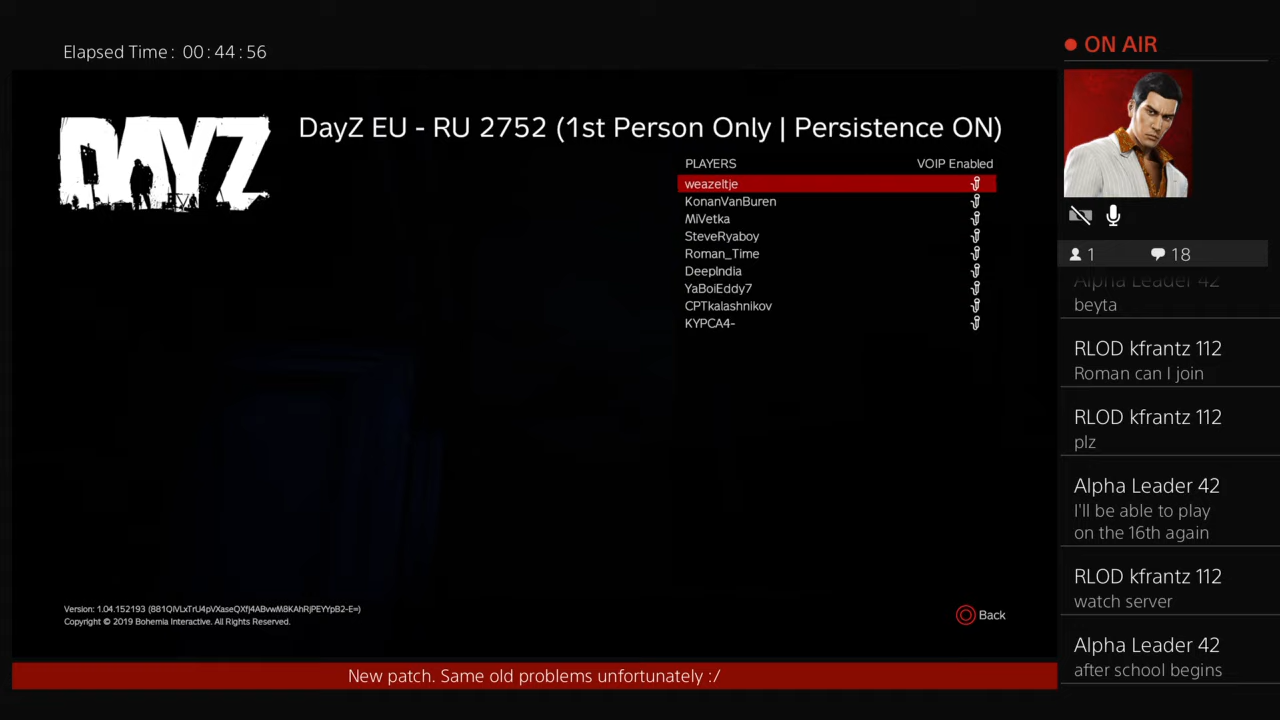 Elapsed Time: 00:44:56
ON AIR
DAYZ
DayZ EU - RU 2752 (1st Person Only | Persistence ON)
PLAYERS VOIP Enabled
weazeltje
KonanVanBuren
MiVetka
SteveRyaboy
Roman_Time
DeepIndia
YaBoiEddy7
CPTkalashnikov
KYPCA4-
1 18
Alpha Leader 42
beyta
RLOD kfrantz 112
Roman can I join
RLOD kfrantz 112
plz
Alpha Leader 42
I'll be able to play
on the 16th again
RLOD kfrantz 112
watch server
Alpha Leader 42
after school begins
Version: 1.04.152193
Copyright © 2019 Bohemia Interactive. All Rights Reserved.
Back
New patch. Same old problems unfortunately :/